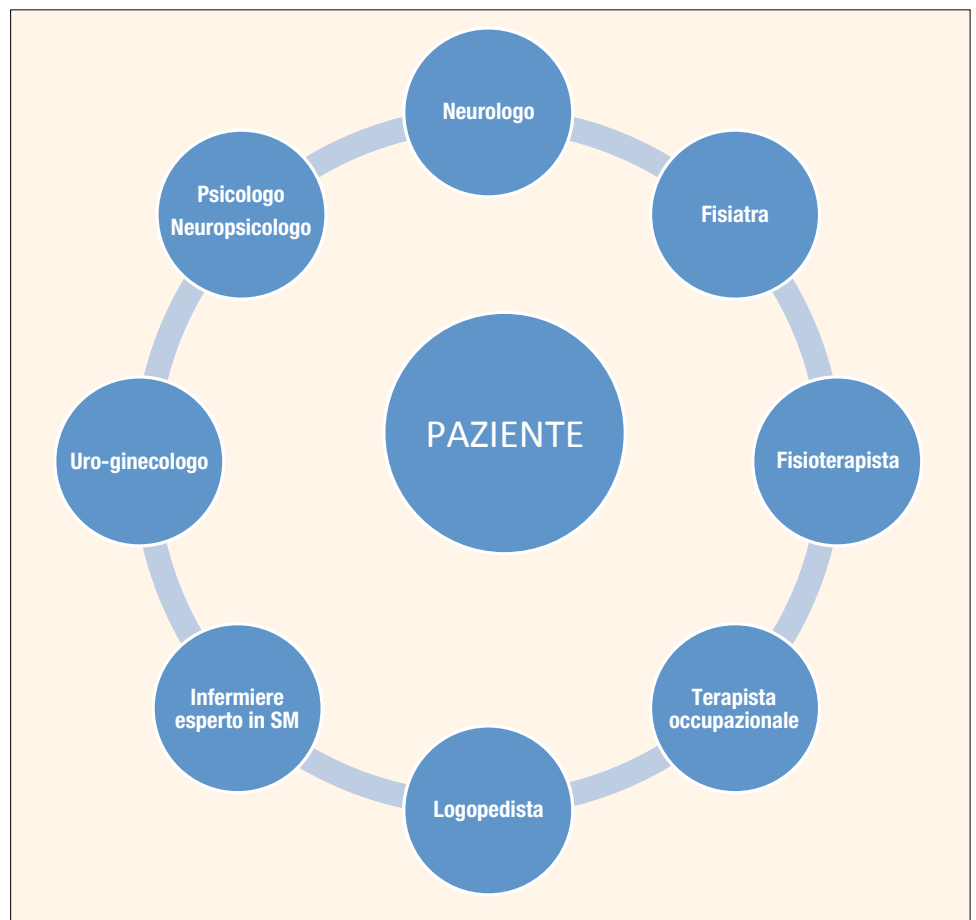 Neurologo
Psicologo
Neuropsicologo
Fisiatra
PAZIENTE
Uro-ginecologo
Fisioterapista
Infermiere
esperto in SM
Terapista
occupazionale
Logopedista